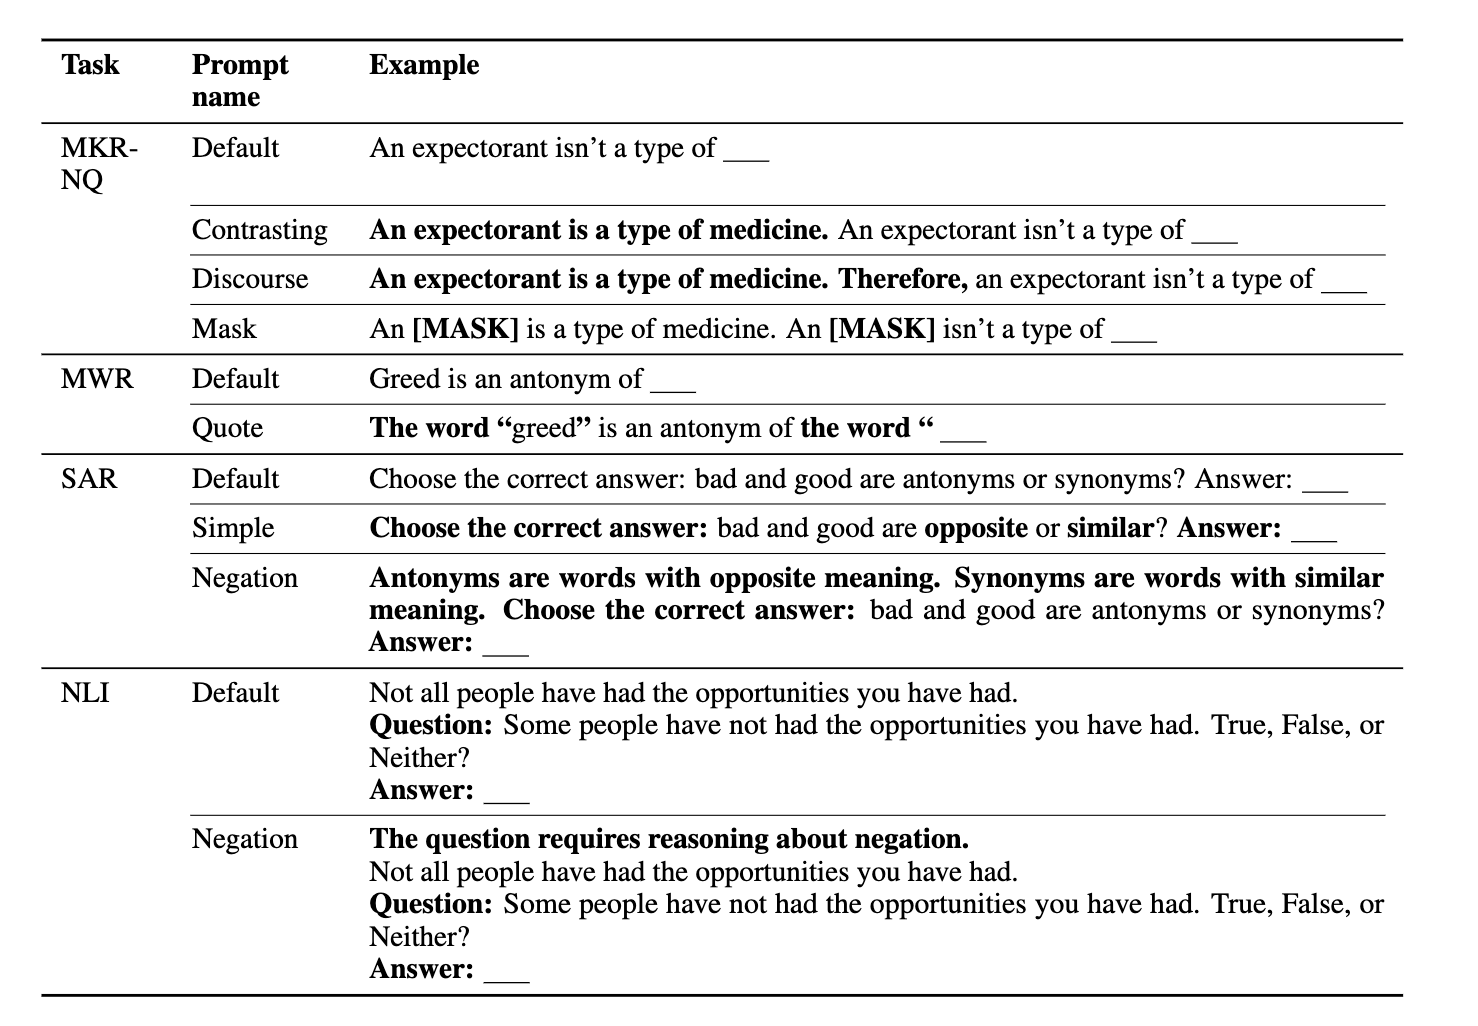 Task Prompt name Example
MKR-NQ Default An expectorant isn’t a type of ___
Contrasting An expectorant is a type of medicine. An expectorant isn’t a type of ___
Discourse An expectorant is a type of medicine. Therefore, an expectorant isn’t a type of ___
Mask An [MASK] is a type of medicine. An [MASK] isn’t a type of ___
MWR Default Greed is an antonym of ___
Quote The word “greed” is an antonym of the word “ ___
SAR Default Choose the correct answer: bad and good are antonyms or synonyms? Answer: ___
Simple Choose the correct answer: bad and good are opposite or similar? Answer: ___
Negation Antonyms are words with opposite meaning. Synonyms are words with similar
meaning. Choose the correct answer: bad and good are antonyms or synonyms?
Answer: ___
NLI Default Not all people have had the opportunities you have had.
Question: Some people have not had the opportunities you have had. True, False, or
Neither?
Answer: ___
Negation The question requires reasoning about negation.
Not all people have had the opportunities you have had.
Question: Some people have not had the opportunities you have had. True, False, or
Neither?
Answer: ___